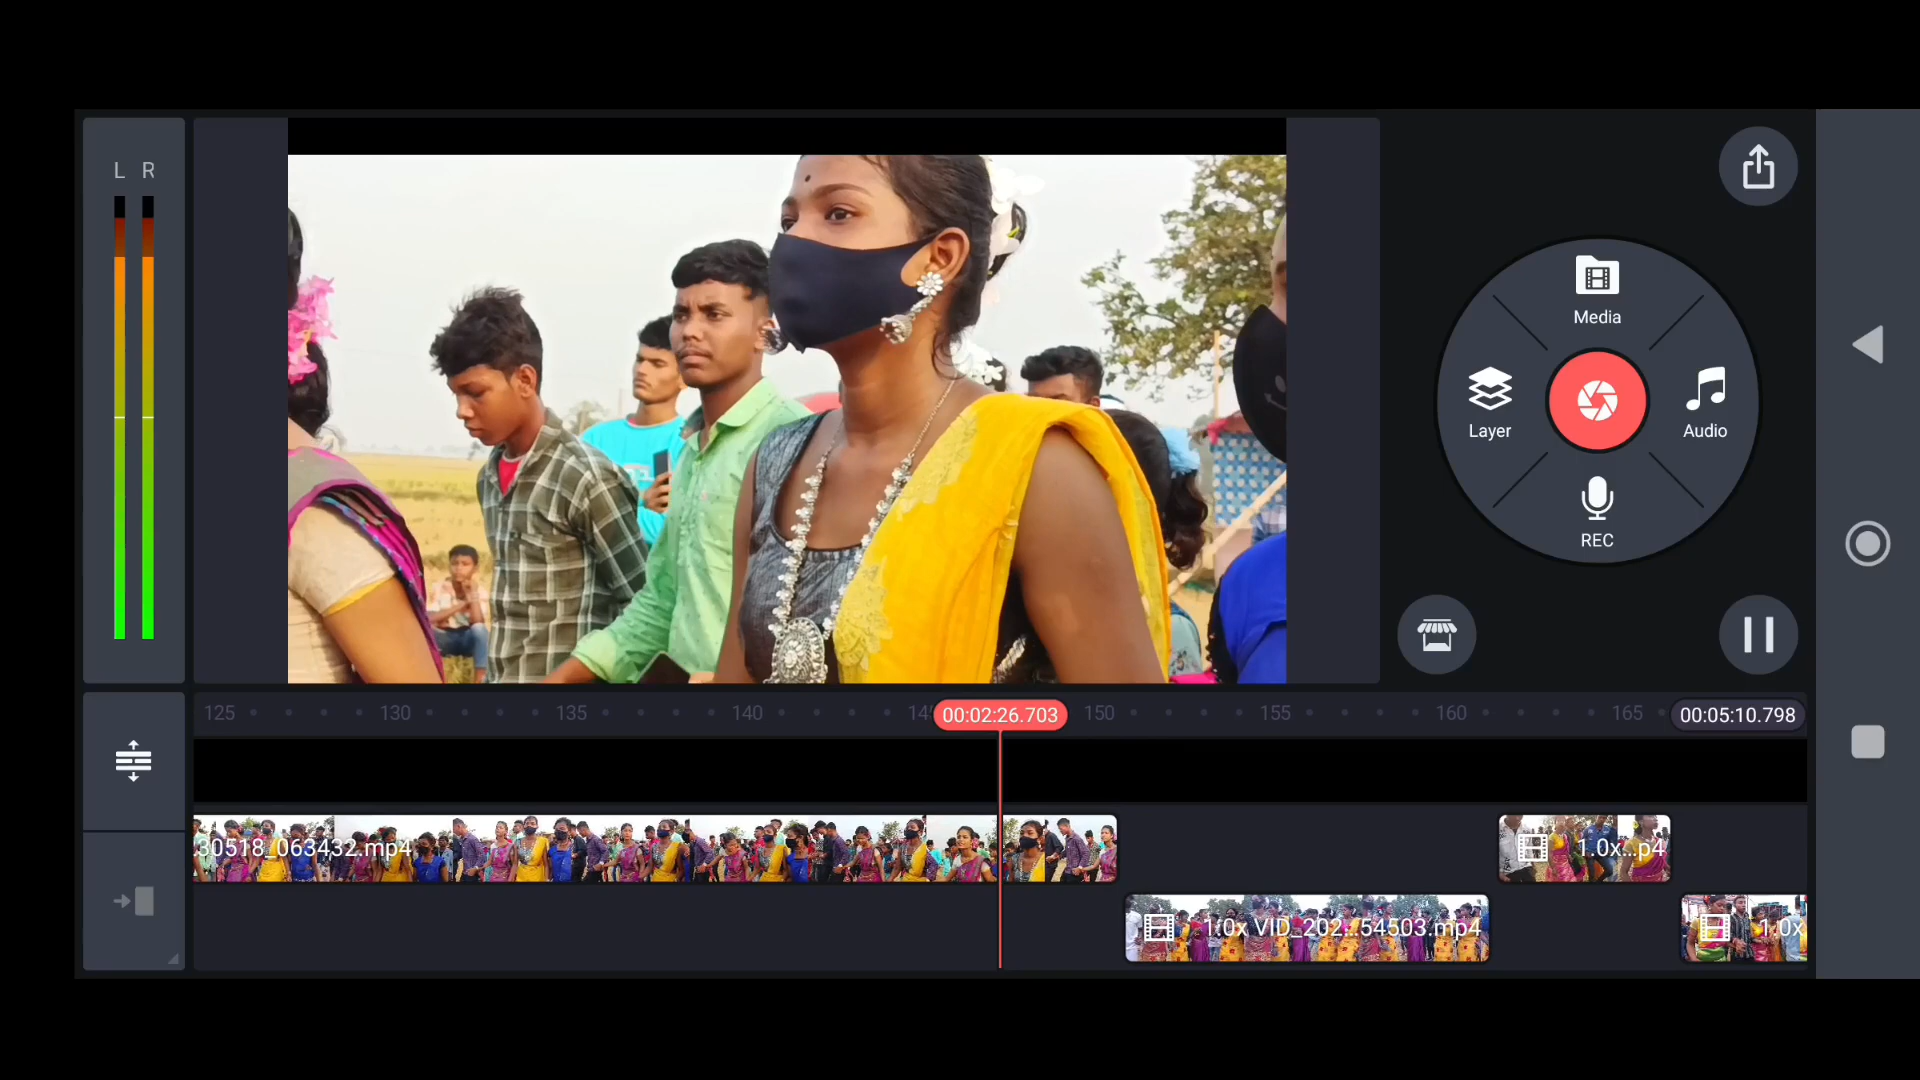 L R
Media
Layer
Audio
REC
125 130 135 140 00:02:26.703 150 155 160 165 00:05:10.798
30518_063432.mp4
1.0x...p4
1.0x VID_202...54503.mp4
1.0x